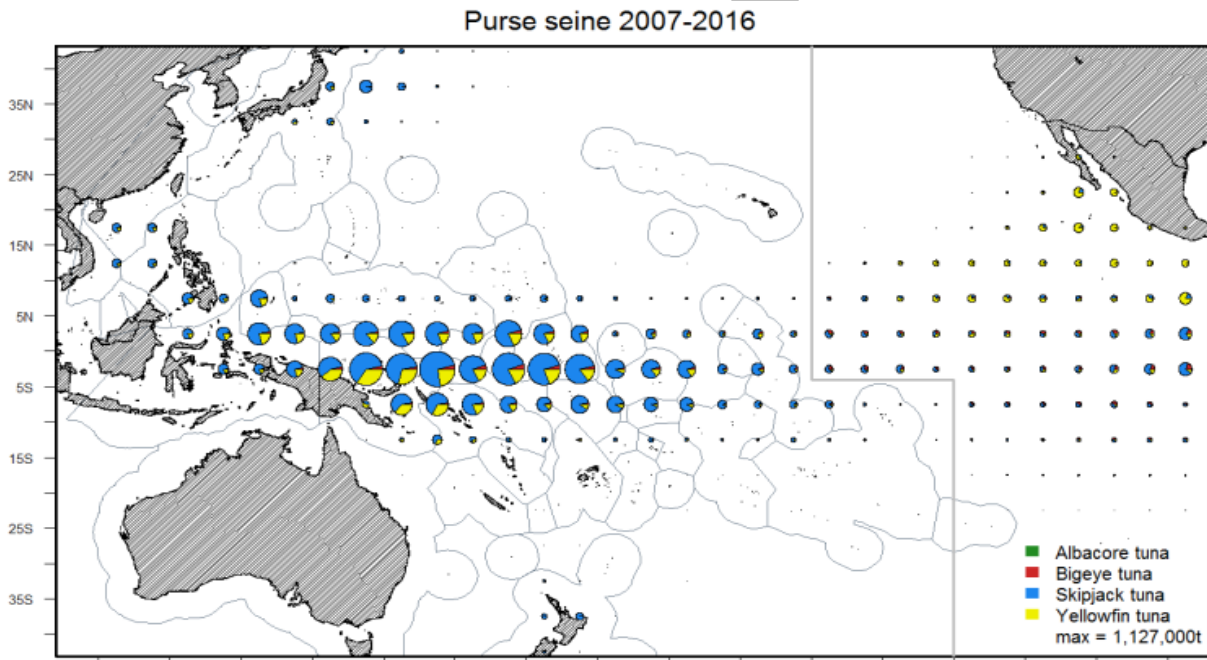 Purse seine 2007-2016
35N
25N
15N
5N
5S
15S
25S
35S
Albacore tuna
Bigeye tuna
Skipjack tuna
Yellowfin tuna
max = 1,127,000t